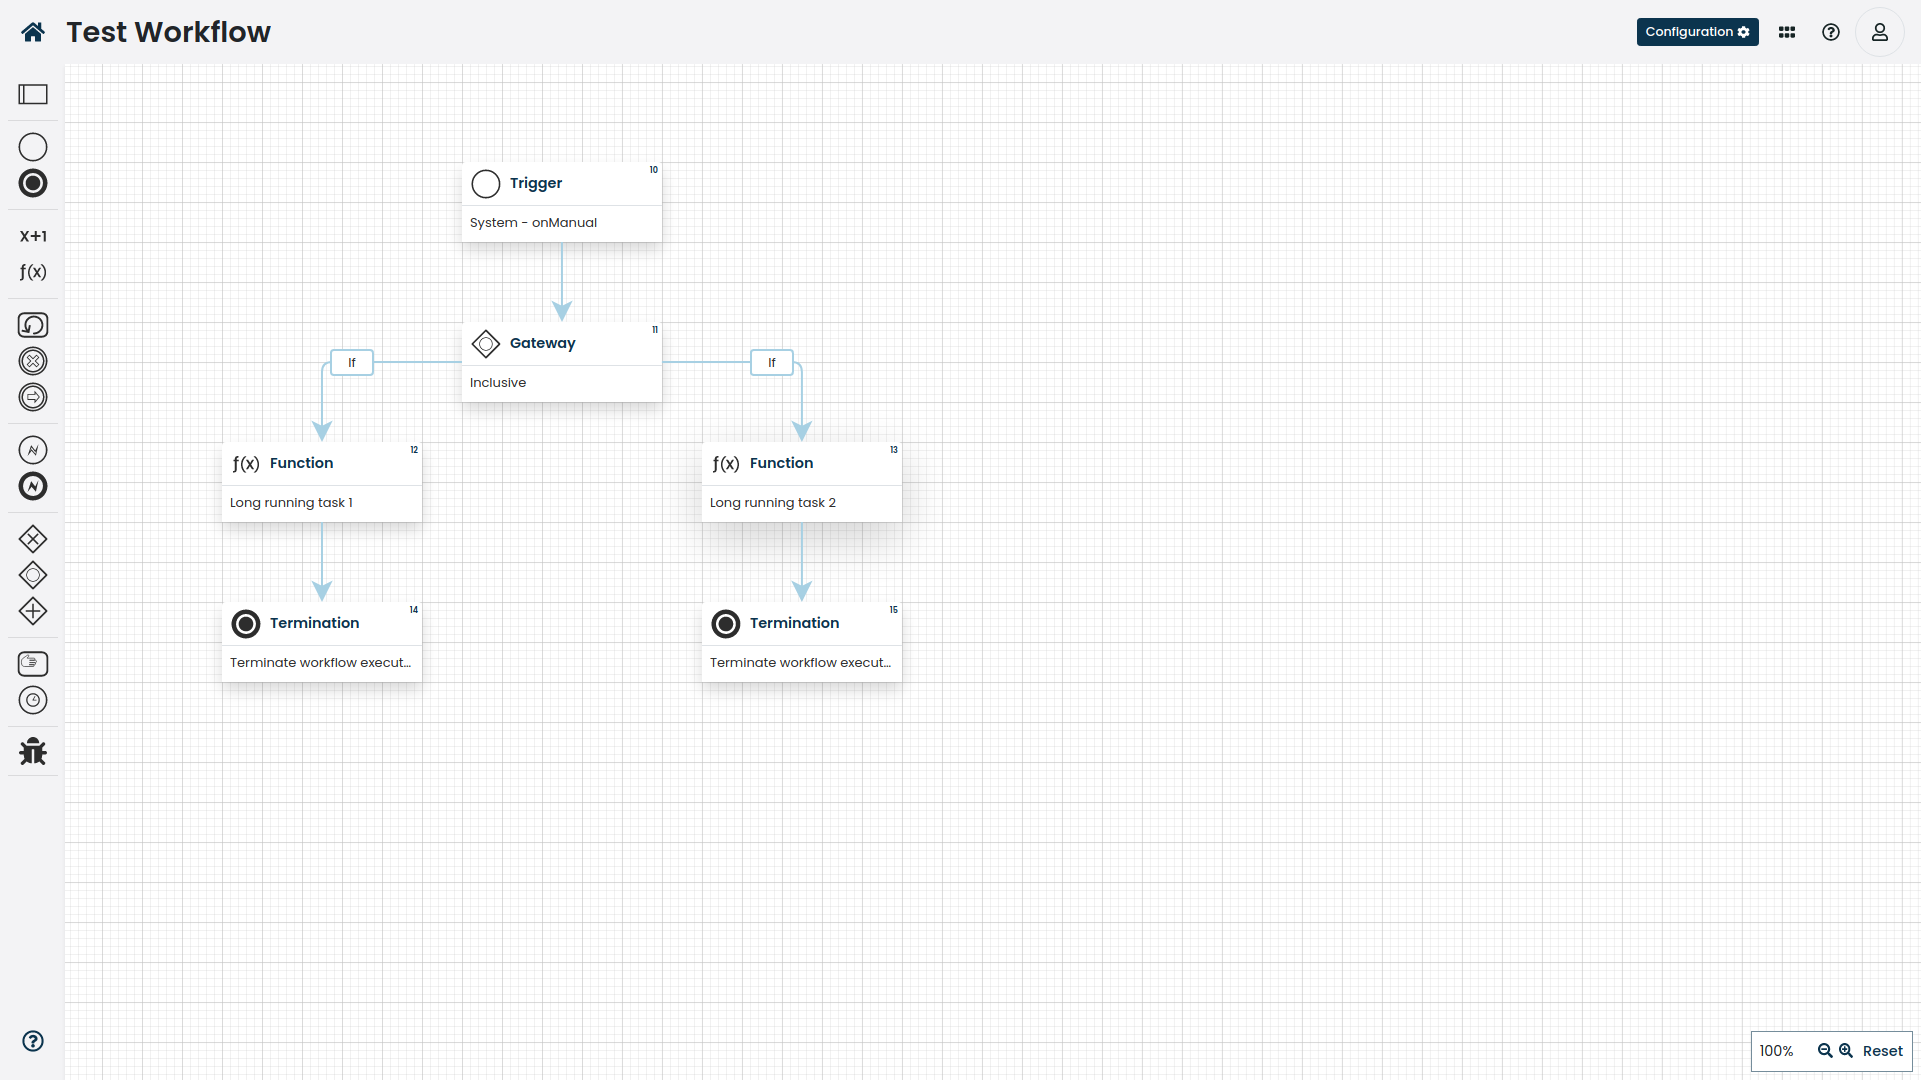 Test Workflow
Configuration
X+1
ƒ(x)
10
Trigger
System - onManual
11
Gateway
Inclusive
If
If
12
ƒ(x) Function
Long running task 1
13
ƒ(x) Function
Long running task 2
14
Termination
Terminate workflow execut...
15
Termination
Terminate workflow execut...
100%
Reset